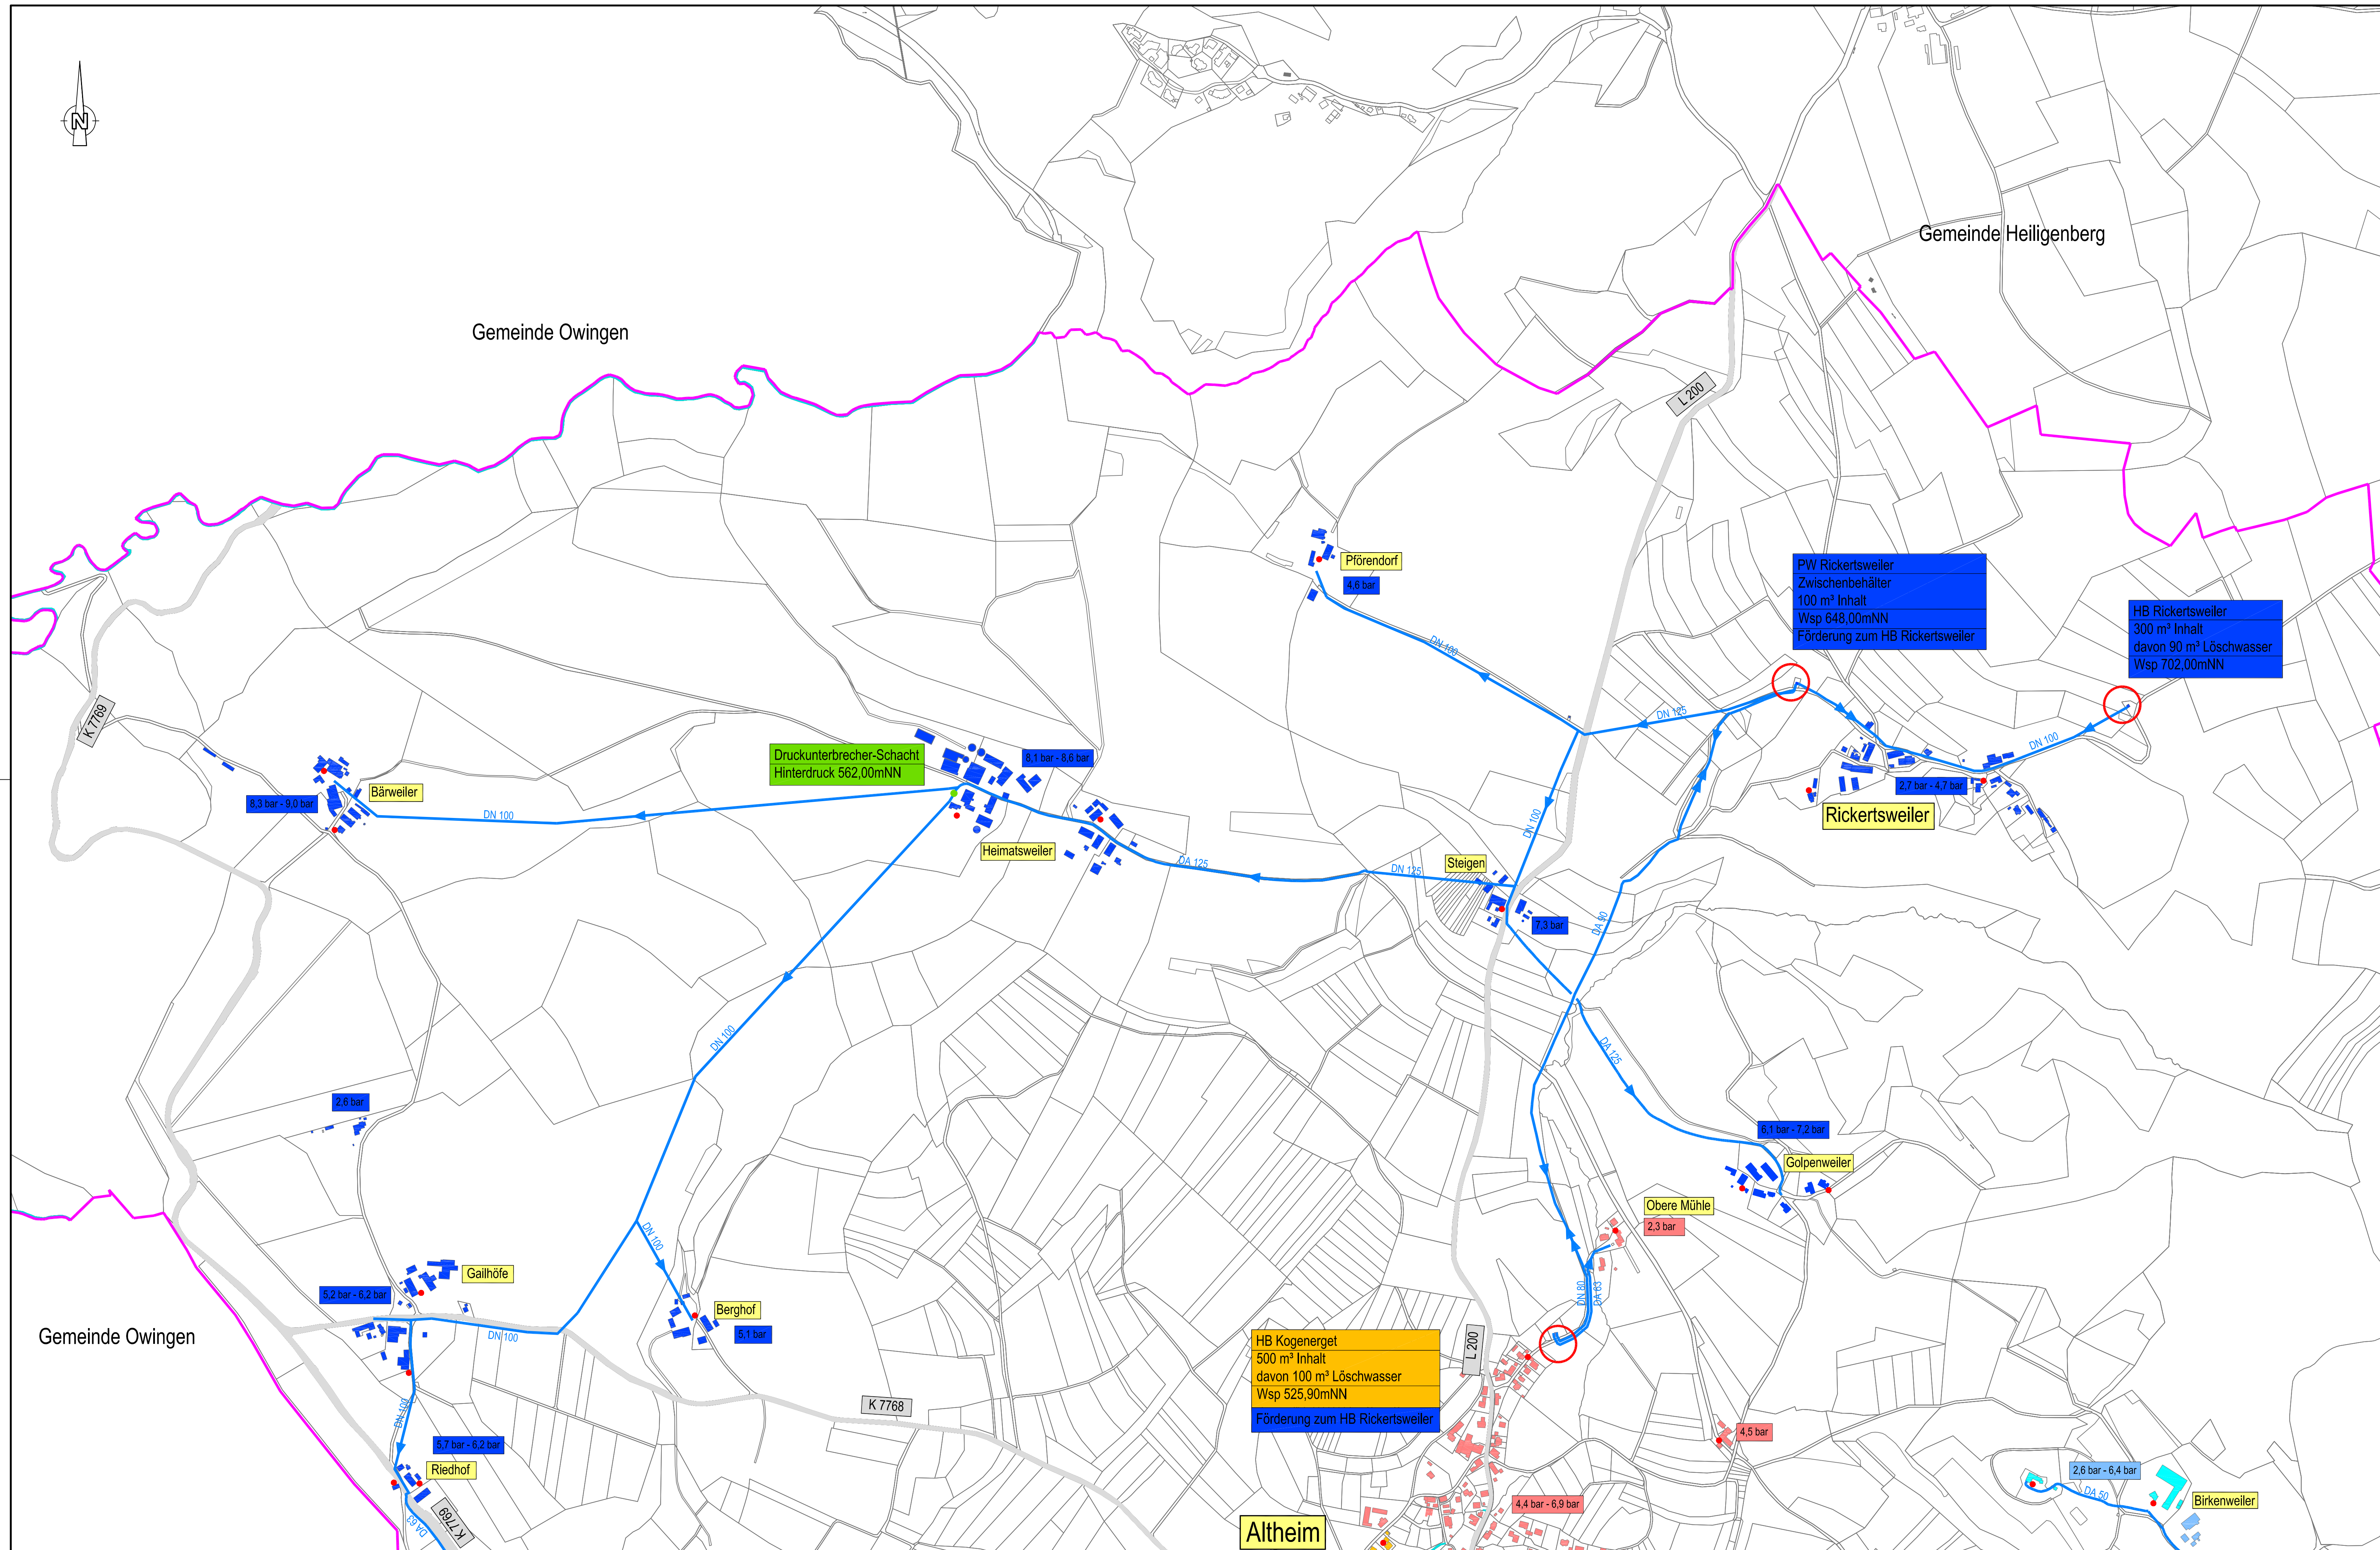 N
Gemeinde Heiligenberg
Gemeinde Owingen
L 200
Pförendorf
4,6 bar
DN 100
PW Rickertsweiler
Zwischenbehälter
100 m³ Inhalt
Wsp 648,00mNN
Förderung zum HB Rickertsweiler
HB Rickertsweiler
300 m³ Inhalt
davon 90 m³ Löschwasser
Wsp 702,00mNN
K 7769
DN 125
DN 100
Druckunterbrecher-Schacht
Hinterdruck 562,00mNN
8,1 bar - 8,6 bar
2,7 bar - 4,7 bar
Rickertsweiler
Bärweiler
8,3 bar - 9,0 bar
DN 100
DN 100
Heimatsweiler
DA 125
DN 125
Steigen
7,3 bar
DA 90
DN 100
DA 125
2,6 bar
6,1 bar - 7,2 bar
Golpenweiler
Obere Mühle
2,3 bar
DN 100
Gailhöfe
5,2 bar - 6,2 bar
DN 80
DA 63
Berghof
5,1 bar
Gemeinde Owingen
DN 100
HB Kogenerget
500 m³ Inhalt
davon 100 m³ Löschwasser
Wsp 525,90mNN
Förderung zum HB Rickertsweiler
L 200
K 7768
DN 100
4,5 bar
5,7 bar - 6,2 bar
Riedhof
2,6 bar - 6,4 bar
DA 50
Birkenweiler
4,4 bar - 6,9 bar
K 7769
DA 63
Altheim